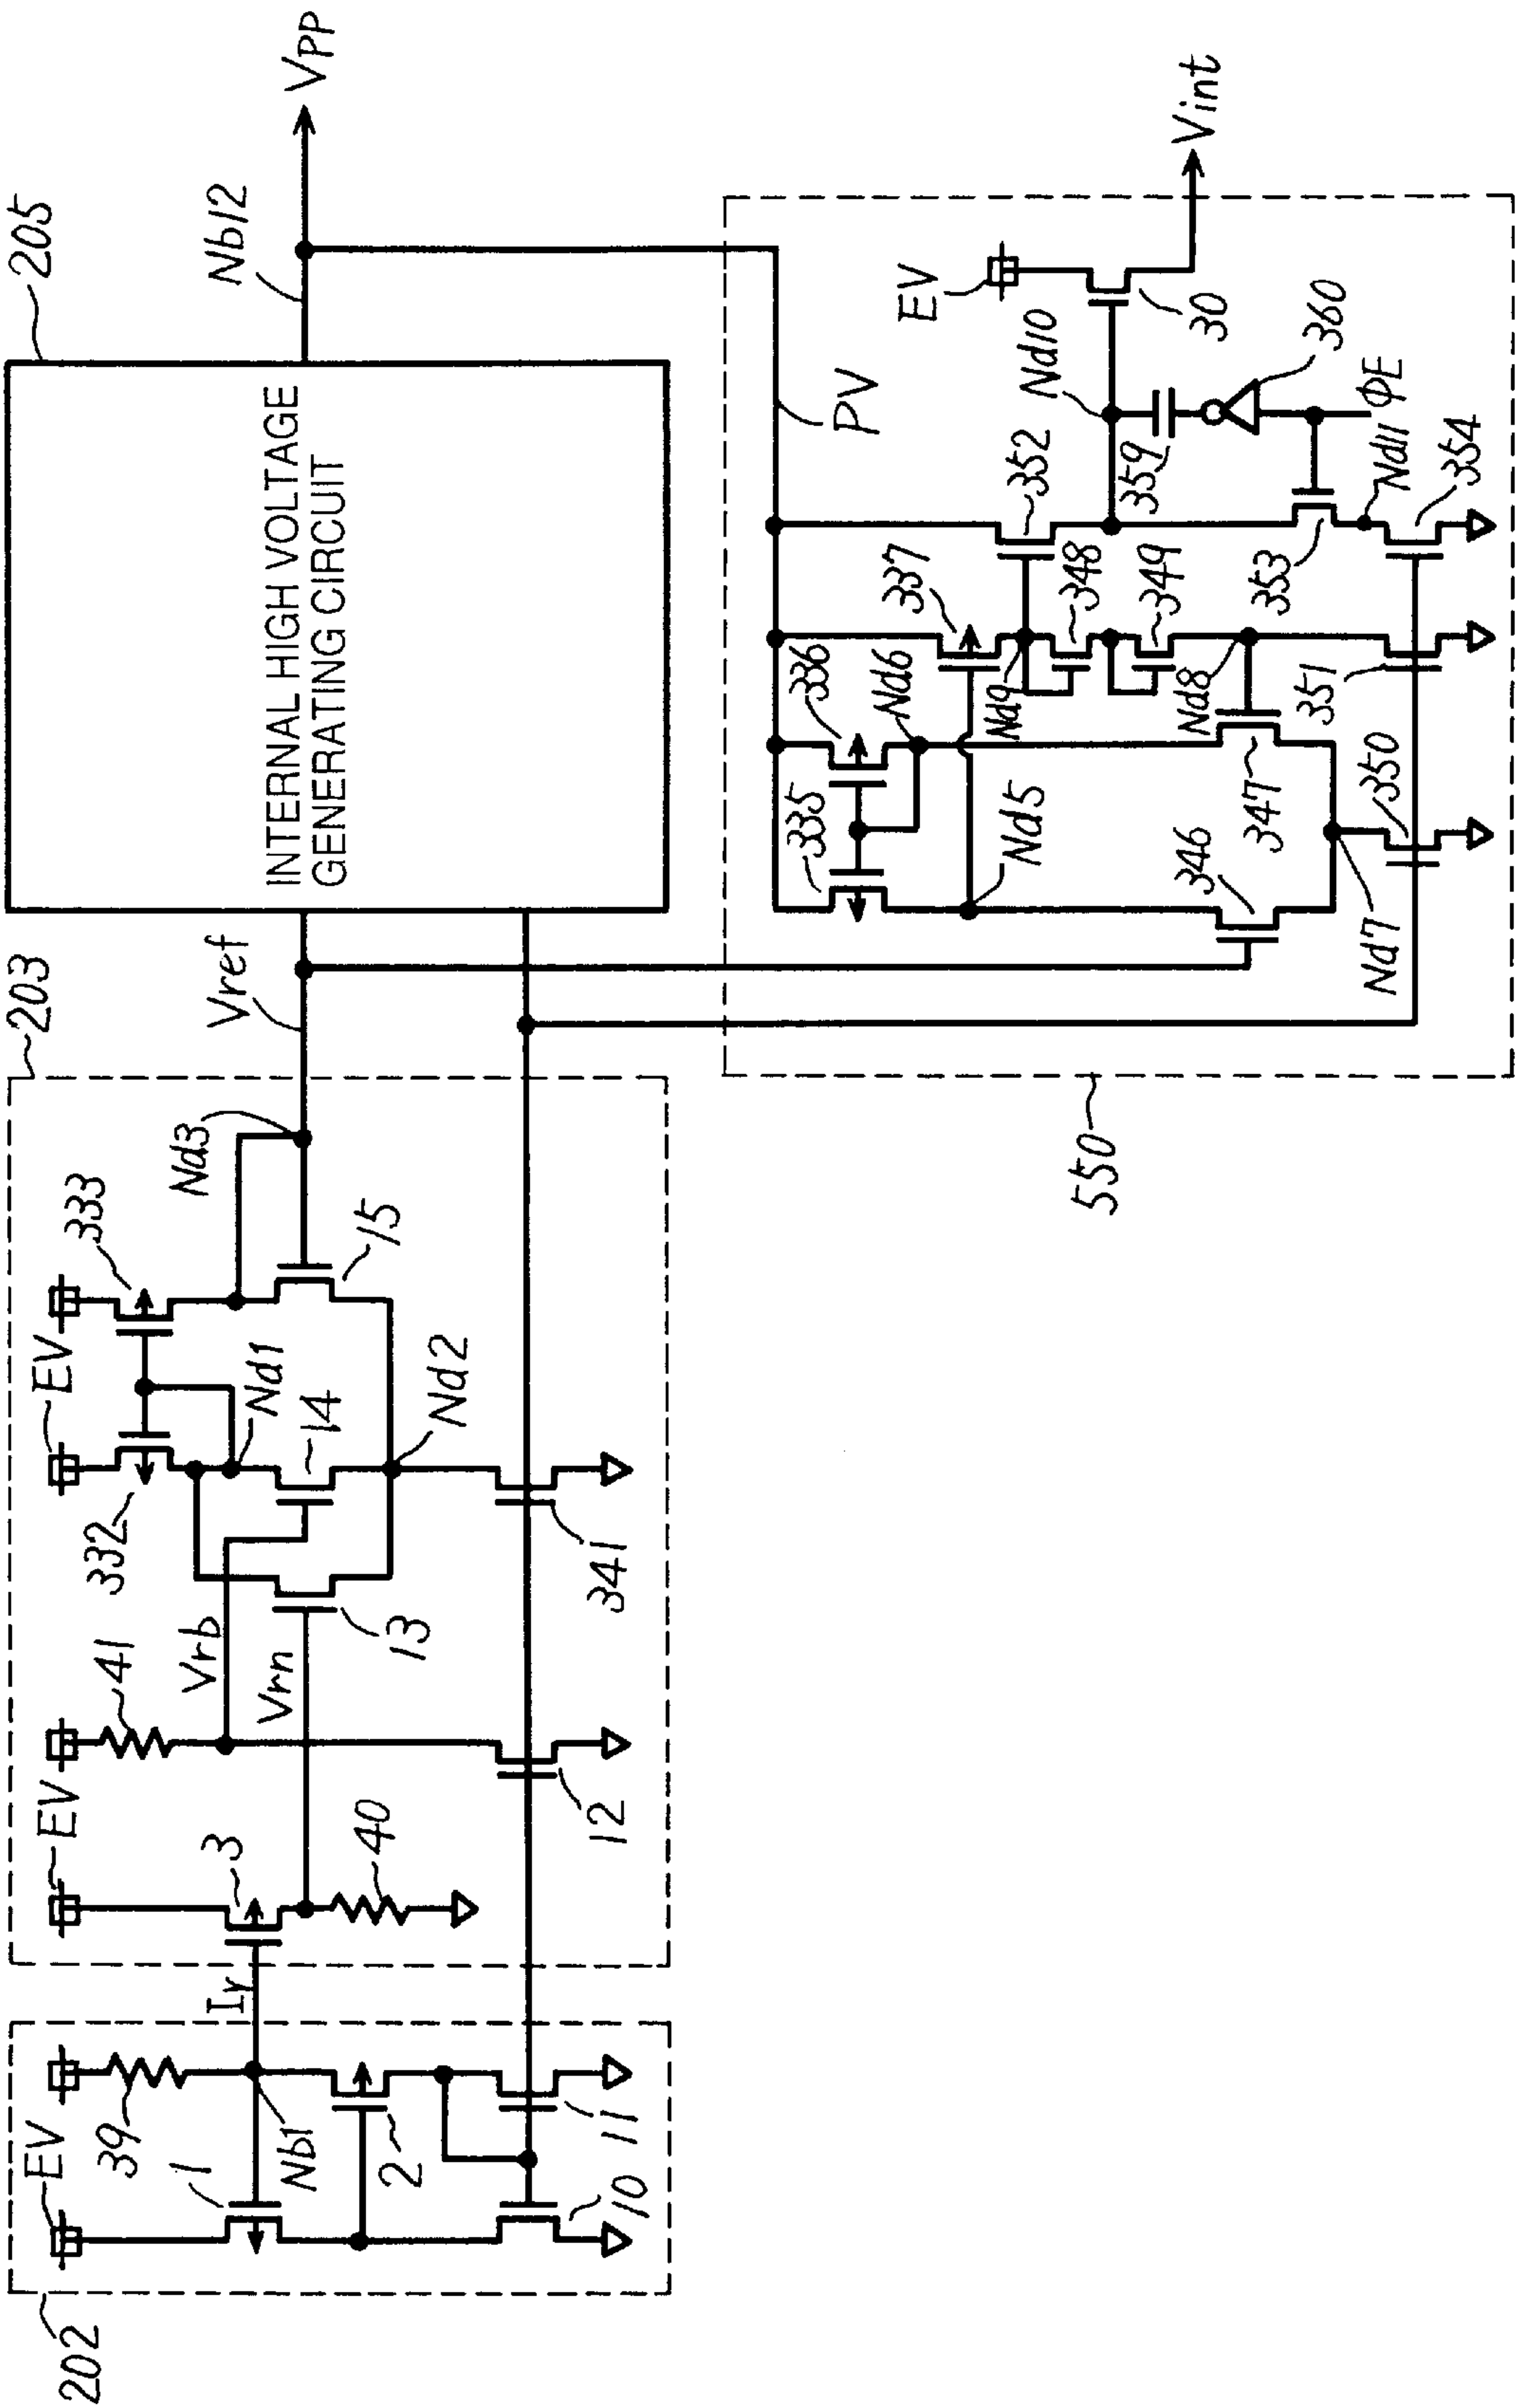 202
EV
1
39
Nb1
2
10
11
Ir
203
EV
3
40
41
12
Vrb
Vrn
13
332
EV
333
Nd1
14
Nd2
341
15
Nd3
Vref
205
INTERNAL HIGH VOLTAGE
GENERATING CIRCUIT
Nb12
VPP
550
PV
335
336
Nd5
Nd6
337
346
347
Nd7
350
Nd8
Nd9
348
349
351
352
353
354
Nd10
359
360
ΦE
Nd11
EV
30
Vint